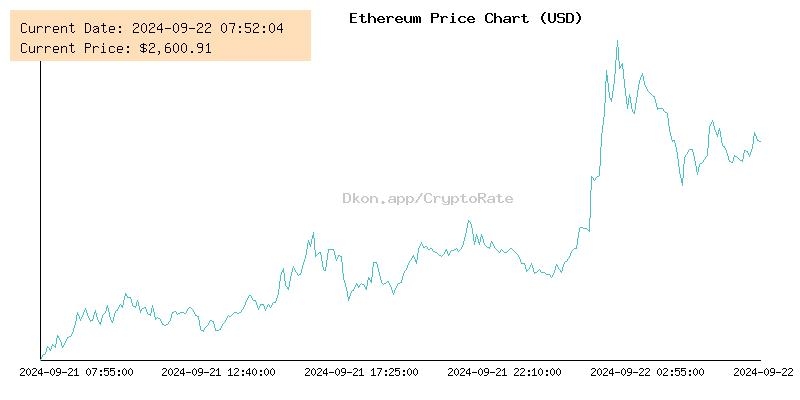 Ethereum Price Chart (USD)
Current Date: 2024-09-22 07:52:04
Current Price: $2,600.91
Dkon.app/CryptoRate
2024-09-21 07:55:00 2024-09-21 12:40:00 2024-09-21 17:25:00 2024-09-21 22:10:00 2024-09-22 02:55:00 2024-09-22